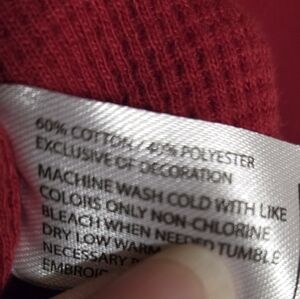 60% COTTON / 40% POLYESTER
EXCLUSIVE OF DECORATION
MACHINE WASH COLD WITH LIKE
COLORS ONLY NON-CHLORINE
BLEACH WHEN NEEDED TUMBLE
DRY LOW WARM
NECESSARY
EMBROI